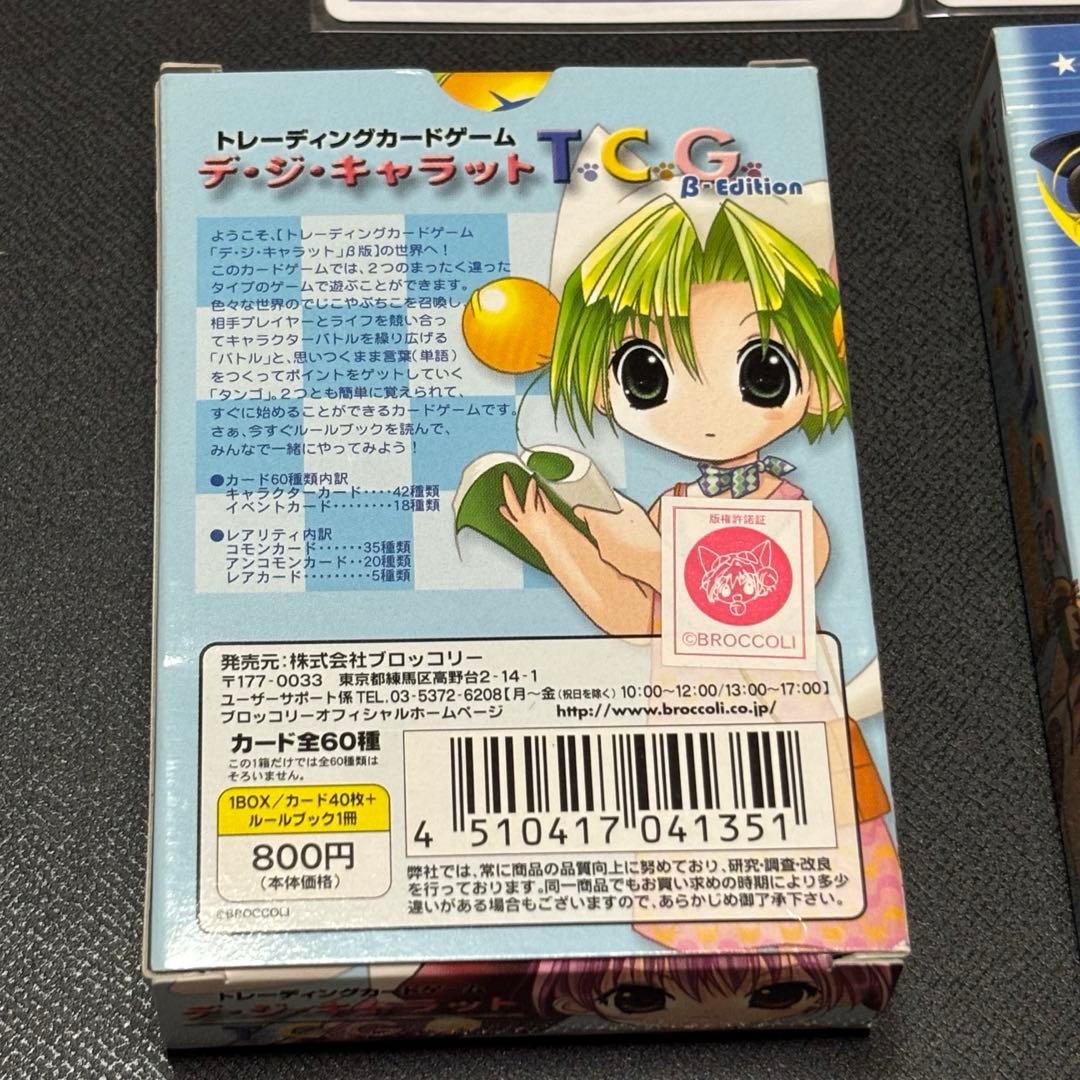 トレーディングカードゲーム
デ・ジ・キャラット T.C.G.
β-Edition
ようこそ、【トレーディングカードゲーム
「デ・ジ・キャラット」β版】の世界へ!
このカードゲームでは、2つのまったく違った
タイプのゲームで遊ぶことができます。
色々な世界のでじこやぷちこを召喚し、
相手プレイヤーとライフを競い合っ
てキャラクターバトルを繰り広げる
「バトル」と、思いつくまま言葉(単語)
をつくってポイントをゲットしていく
「タンゴ」。2つとも簡単に覚えられて、
すぐに始めることができるカードゲームです。
さぁ、今すぐルールブックを読んで、
みんなで一緒にやってみよう!
●カード60種類内訳
キャラクターカード‥‥42種類
イベントカード‥‥‥‥18種類
●レアリティ内訳
コモンカード‥‥‥35種類
アンコモンカード‥20種類
レアカード‥‥‥‥‥5種類
版権許諾証
©BROCCOLI
発売元:株式会社ブロッコリー
〒177-0033 東京都練馬区高野台2-14-1
ユーザーサポート係 TEL.03-5372-6208【月〜金(祝日を除く)10:00〜12:00/13:00〜17:00】
ブロッコリーオフィシャルホームページ http://www.broccoli.co.jp/
カード全60種
この1箱だけでは全60種類は
そろいません。
1BOX/カード40枚+
ルールブック1冊
800円
(本体価格)
©BROCCOLI
4 510417 041351
弊社では、常に商品の品質向上に努めており、研究・調査・改良
を行っております。同一商品でもお買い求めの時期により多少
違いがある場合もございますので、あらかじめ御了承下さい。
トレーディングカードゲーム
デ・ジ・キャラット
T.C.G.